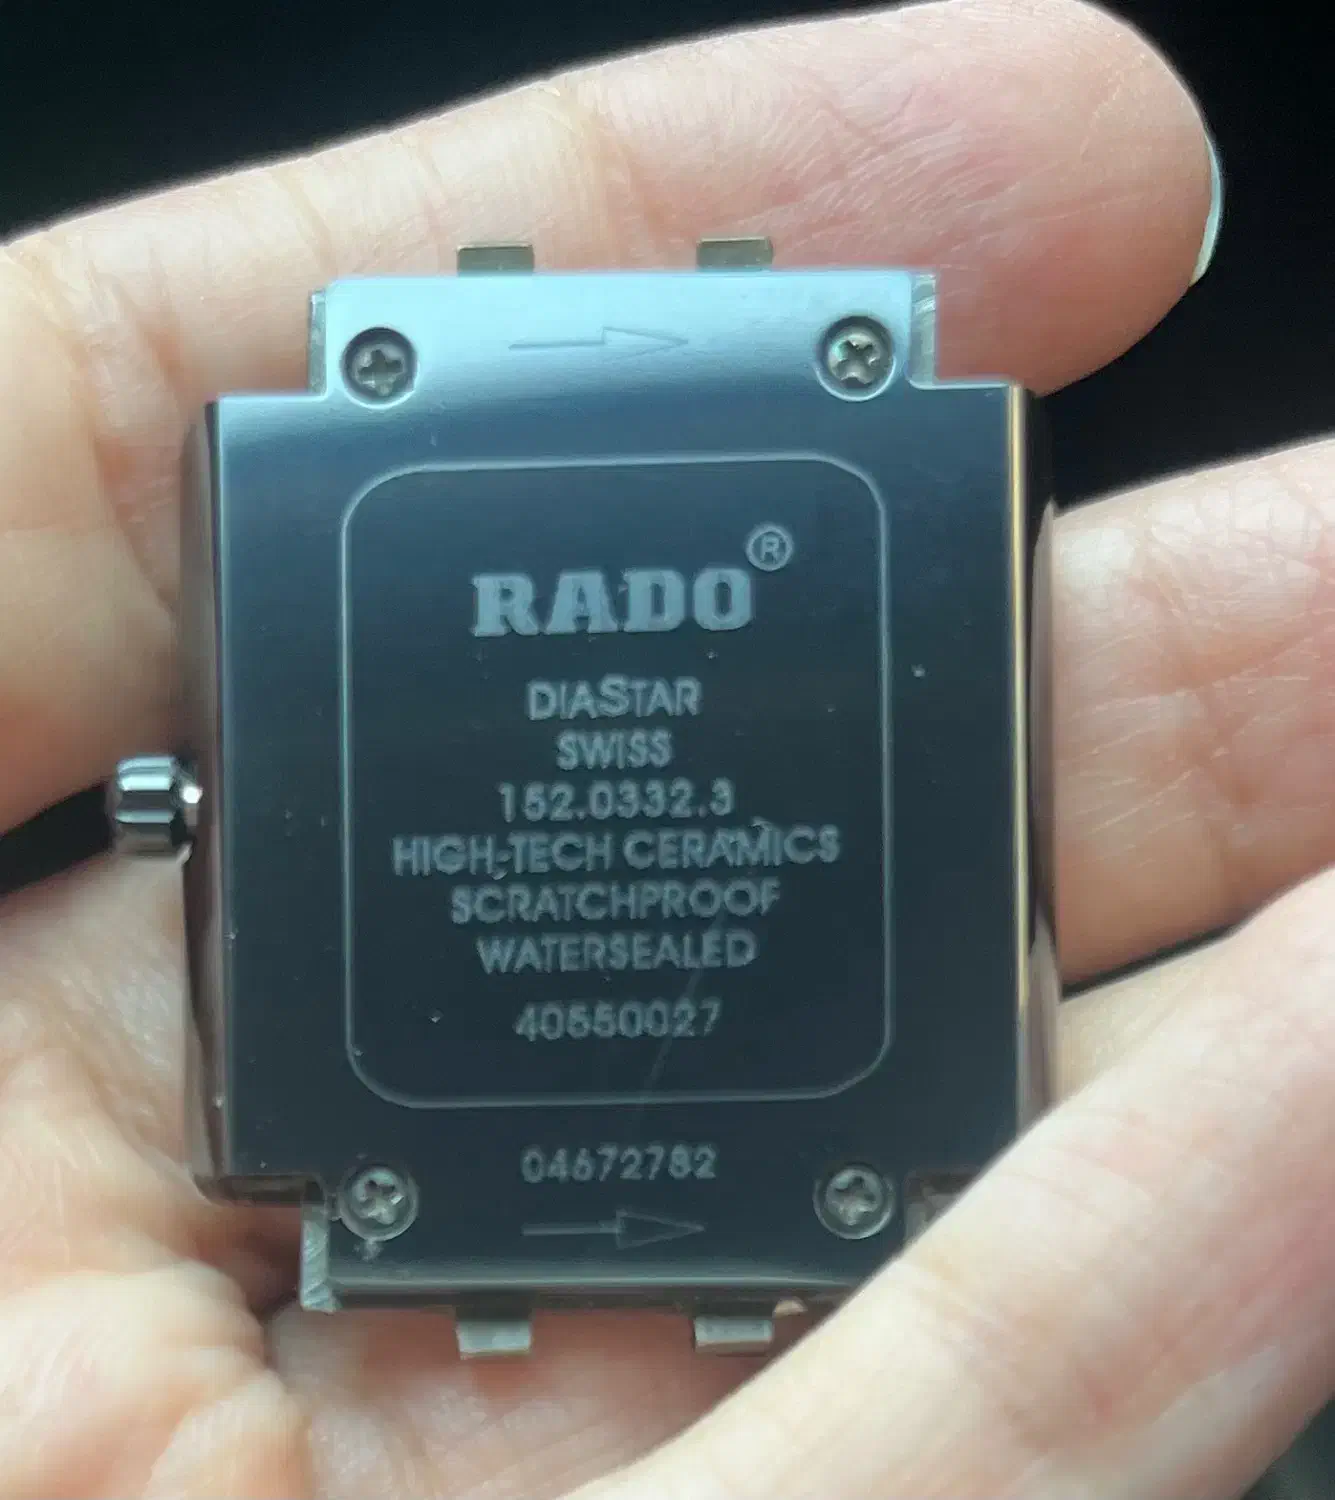 RADO®
DIASTAR
SWISS
152.0332.3
HIGH-TECH CERAMICS
SCRATCHPROOF
WATERSEALED
40550027
04672782